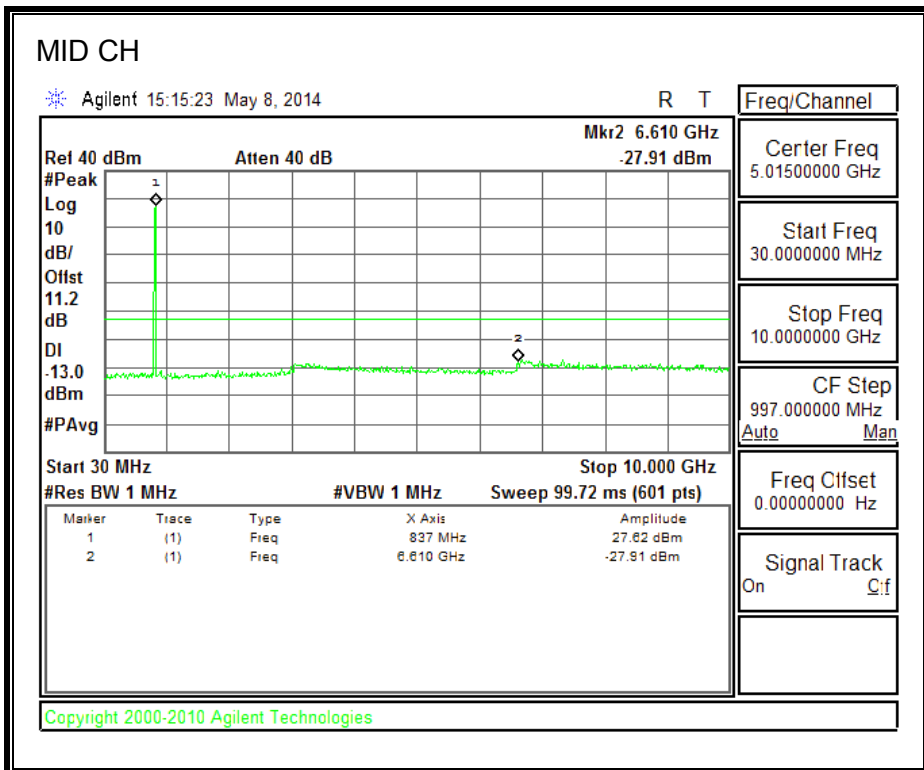 MID CH
Agilent 15:15:23 May 8, 2014 R T
Mkr2 6.610 GHz
Ref 40 dBm Atten 40 dB -27.91 dBm
#Peak
Log
10
dB/
Offst
11.2
dB
DI
-13.0
dBm
#PAvg
1
2
Start 30 MHz Stop 10.000 GHz
#Res BW 1 MHz #VBW 1 MHz Sweep 99.72 ms (601 pts)
Marker Trace Type X Axis Amplitude
1 (1) Freq 837 MHz 27.62 dBm
2 (1) Freq 6.610 GHz -27.91 dBm
Freq/Channel
Center Freq
5.01500000 GHz
Start Freq
30.0000000 MHz
Stop Freq
10.0000000 GHz
CF Step
997.000000 MHz
Auto Man
Freq Offset
0.00000000 Hz
Signal Track
On Off
Copyright 2000-2010 Agilent Technologies